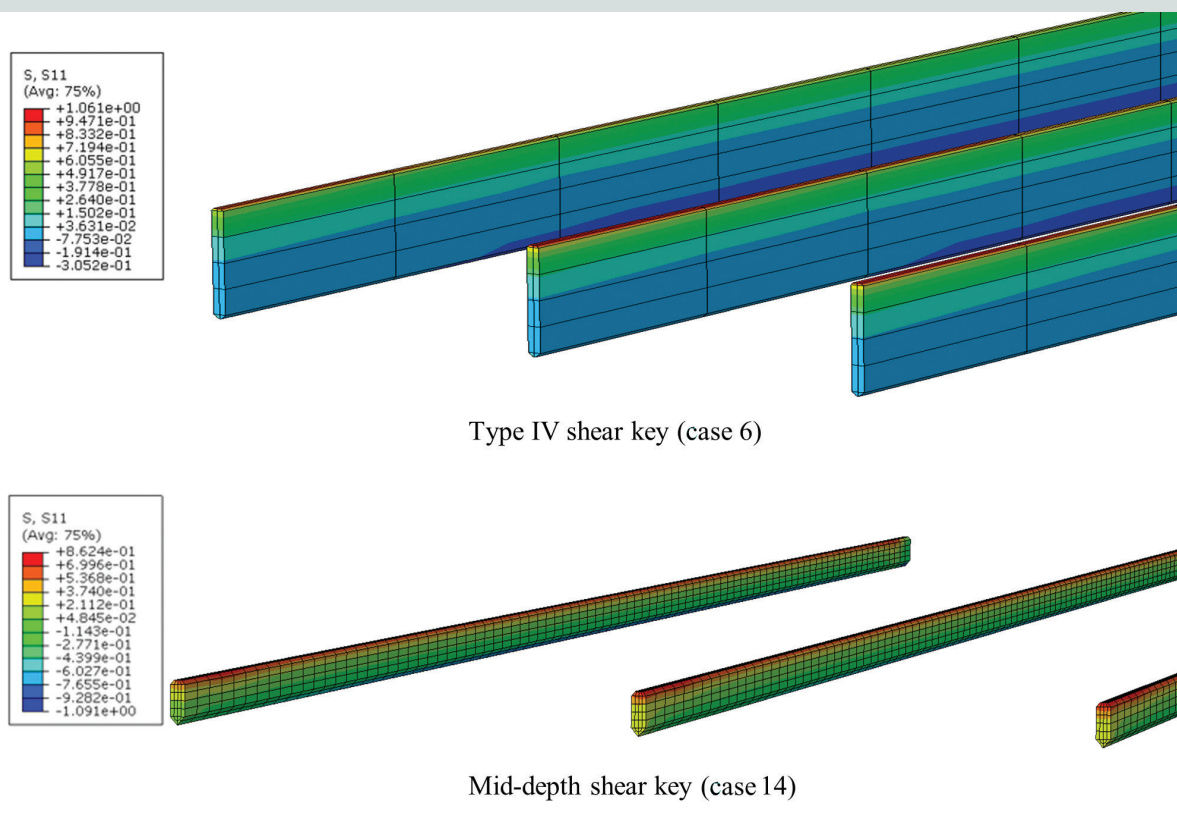 S, S11
(Avg: 75%)
+1.061e+00
+9.471e-01
+8.332e-01
+7.194e-01
+6.055e-01
+4.917e-01
+3.778e-01
+2.640e-01
+1.502e-01
+3.631e-02
-7.753e-02
-1.914e-01
-3.052e-01
Type IV shear key (case 6)
S, S11
(Avg: 75%)
+8.624e-01
+6.996e-01
+5.368e-01
+3.740e-01
+2.112e-01
+4.845e-02
-1.143e-01
-2.771e-01
-4.399e-01
-6.027e-01
-7.655e-01
-9.282e-01
-1.091e+00
Mid-depth shear key (case 14)